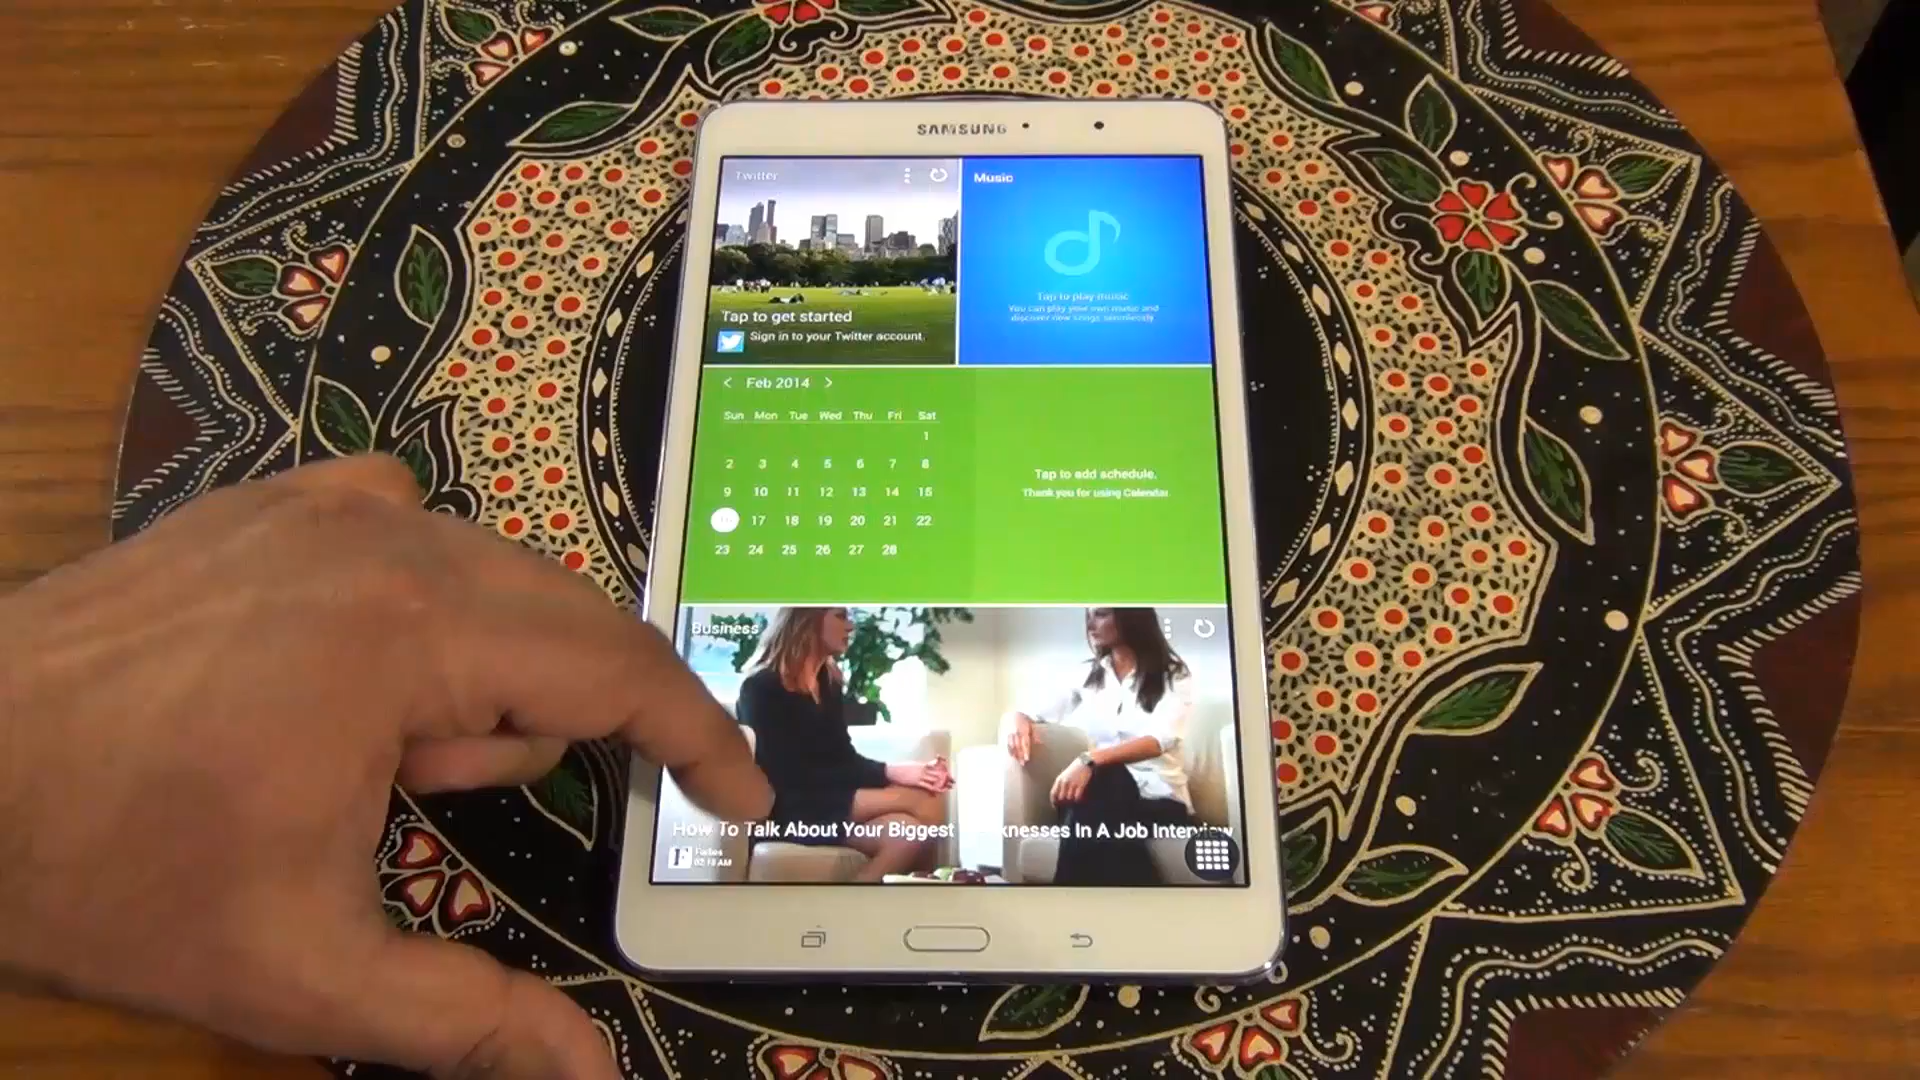 SAMSUNG
Twitter
Music
Tap to get started
Sign in to your Twitter account.
Tap to play music
You can play your own music and
discover new songs seamlessly.
< Feb 2014 >
Sun Mon Tue Wed Thu Fri Sat
1
2 3 4 5 6 7 8
9 10 11 12 13 14 15
17 18 19 20 21 22
23 24 25 26 27 28
Tap to add schedule.
Thank you for using Calendar.
Business
How To Talk About Your Biggest knesses In A Job Interview
Forbes
02:10 AM